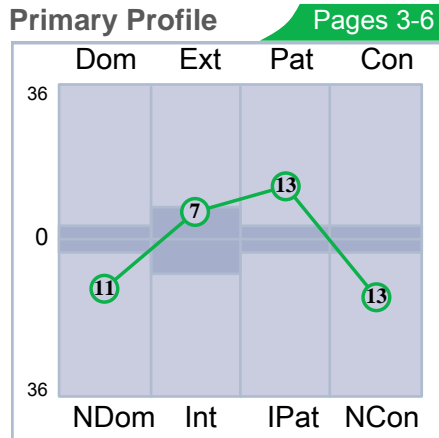 Primary Profile Pages 3-6
Dom Ext Pat Con
36
13
7
0
11
13
36
NDom Int IPat NCon